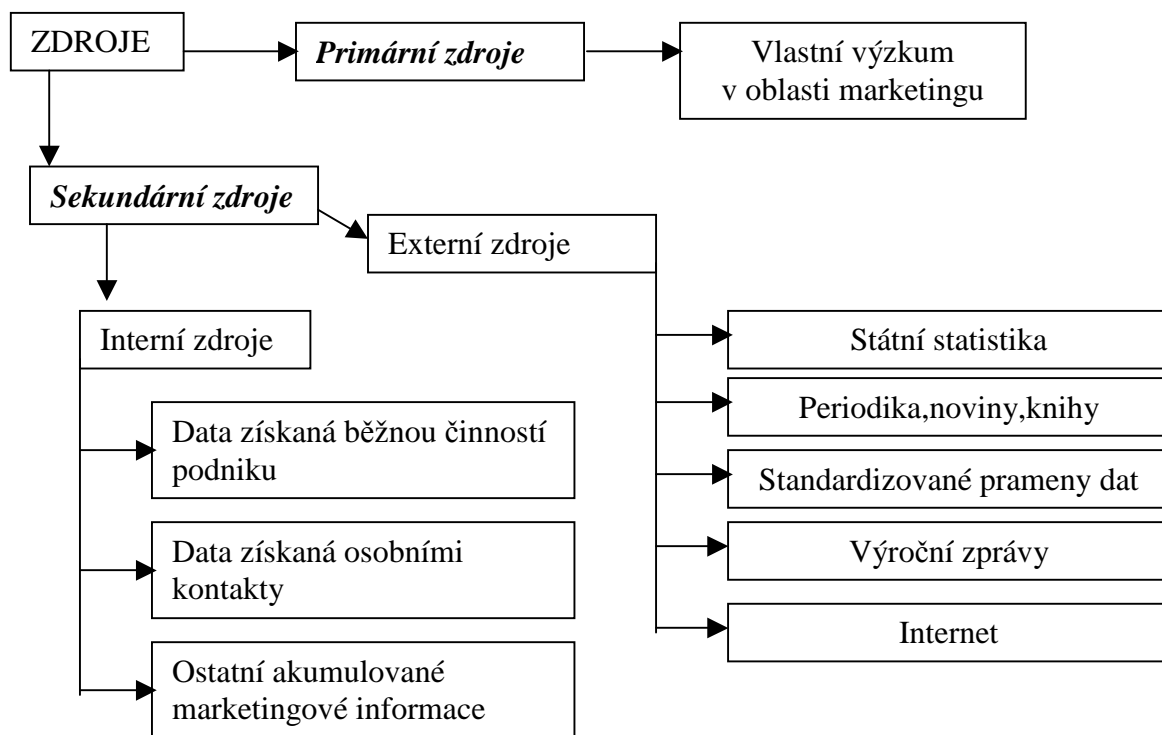 ZDROJE
Primární zdroje
Vlastní výzkum
v oblasti marketingu
Sekundární zdroje
Externí zdroje
Interní zdroje
Státní statistika
Periodika,noviny,knihy
Data získaná běžnou činností
podniku
Standardizované prameny dat
Data získaná osobními
kontakty
Výroční zprávy
Internet
Ostatní akumulované
marketingové informace